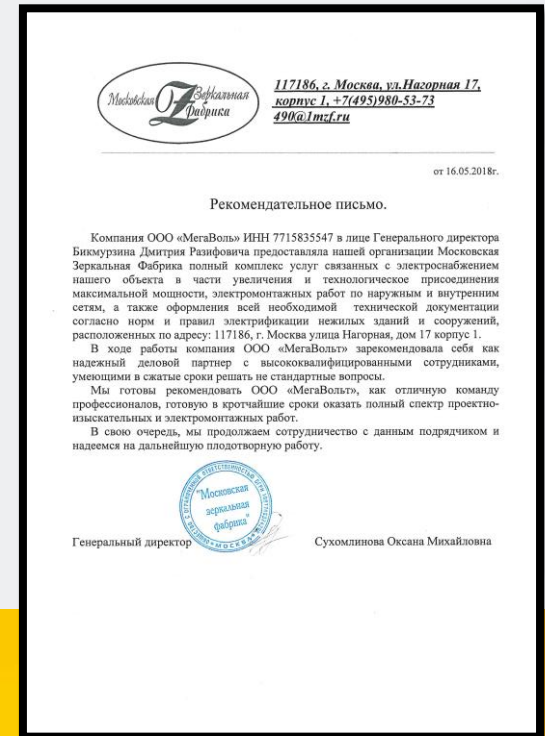 Московская Зеркальная
Фабрика
117186, г. Москва, ул.Нагорная 17,
корпус 1, +7(495)980-53-73
490@1mzf.ru
от 16.05.2018г.
Рекомендательное письмо.
Компания ООО «МегаВоль» ИНН 7715835547 в лице Генерального директора
Бикмурзина Дмитрия Разифовича предоставляла нашей организации Московская
Зеркальная Фабрика полный комплекс услуг связанных с электроснабжением
нашего объекта в части увеличения и технологическое присоединения
максимальной мощности, электромонтажных работ по наружным и внутренним
сетям, а также оформления всей необходимой технической документации
согласно норм и правил электрификации нежилых зданий и сооружений,
расположенных по адресу: 117186, г. Москва улица Нагорная, дом 17 корпус 1.
В ходе работы компания ООО «МегаВольт» зарекомендовала себя как
надежный деловой партнер с высококвалифицированными сотрудниками,
умеющими в сжатые сроки решать не стандартные вопросы.
Мы готовы рекомендовать ООО «МегаВольт», как отличную команду
профессионалов, готовую в кротчайшие сроки оказать полный спектр проектно-
изыскательных и электромонтажных работ.
В свою очередь, мы продолжаем сотрудничество с данным подрядчиком и
надеемся на дальнейшую плодотворную работу.
"Московская
зеркальная
фабрика"
МОСКВА
Генеральный директор Сухомлинова Оксана Михайловна